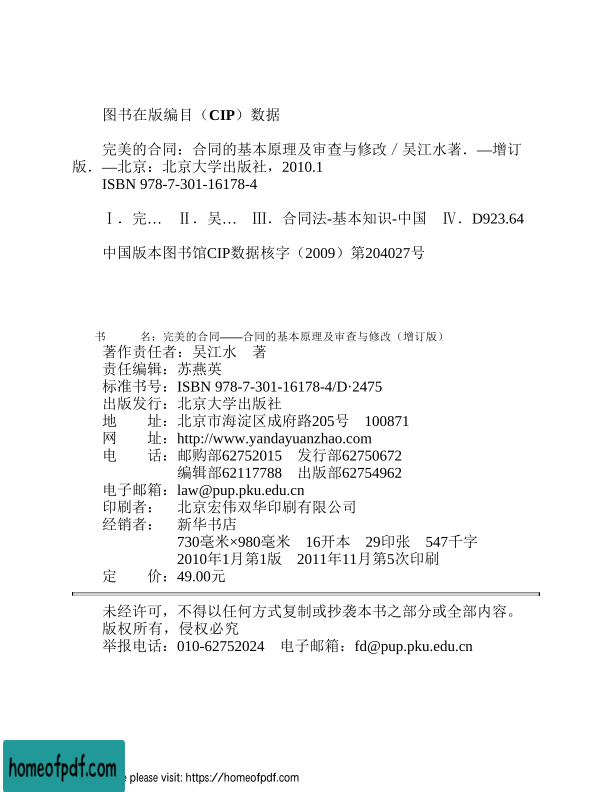 图书在版编目（CIP）数据
完美的合同：合同的基本原理及审查与修改／吴江水著．—增订
版．—北京：北京大学出版社，2010.1
ISBN 978-7-301-16178-4
Ⅰ．完… Ⅱ．吴… Ⅲ．合同法-基本知识-中国 Ⅳ．D923.64
中国版本图书馆CIP数据核字（2009）第204027号
书 名：完美的合同——合同的基本原理及审查与修改（增订版）
著作责任者：吴江水 著
责任编辑：苏燕英
标准书号：ISBN 978-7-301-16178-4/D·2475
出版发行：北京大学出版社
地 址：北京市海淀区成府路205号 100871
网 址：http://www.yandayuanzhao.com
电 话：邮购部62752015 发行部62750672
编辑部62117788 出版部62754962
电子邮箱：law@pup.pku.edu.cn
印刷者： 北京宏伟双华印刷有限公司
经销者： 新华书店
730毫米×980毫米 16开本 29印张 547千字
2010年1月第1版 2011年11月第5次印刷
定 价：49.00元
未经许可，不得以任何方式复制或抄袭本书之部分或全部内容。
版权所有，侵权必究
举报电话：010-62752024 电子邮箱：fd@pup.pku.edu.cn
homeofpdf.com
please visit: https://homeofpdf.com